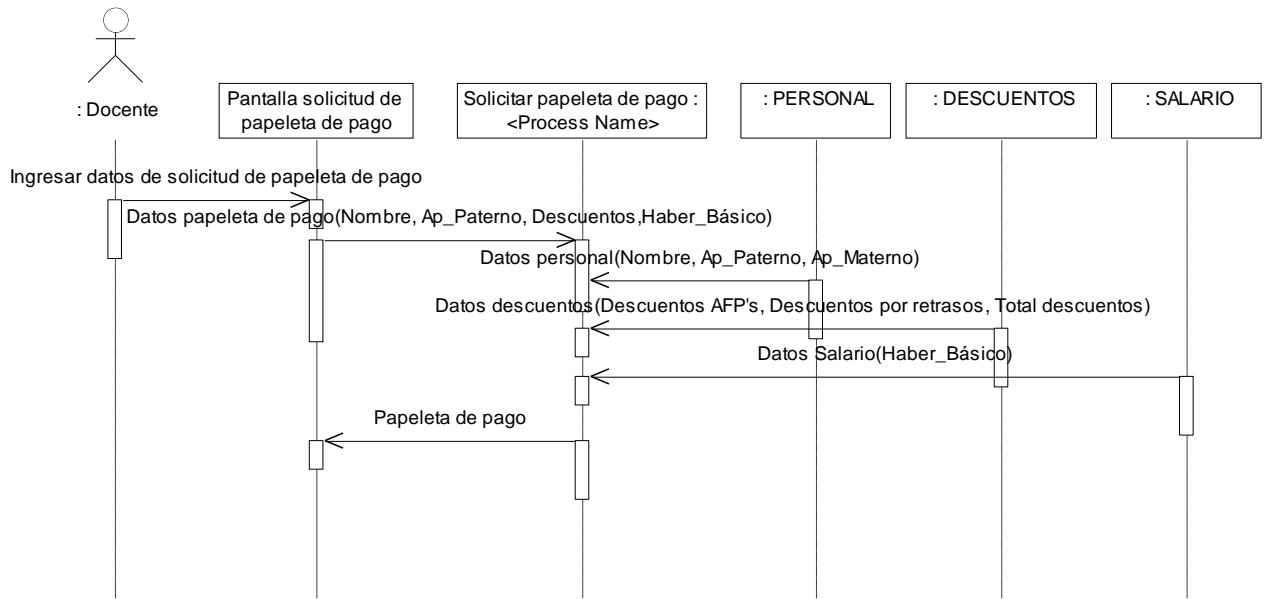 : Docente
Pantalla solicitud de
papeleta de pago
Solicitar papeleta de pago :
<Process Name>
: PERSONAL
: DESCUENTOS
: SALARIO
Ingresar datos de solicitud de papeleta de pago
Datos papeleta de pago(Nombre, Ap_Paterno, Descuentos,Haber_Básico)
Datos personal(Nombre, Ap_Paterno, Ap_Materno)
Datos descuentos(Descuentos AFP's, Descuentos por retrasos, Total descuentos)
Datos Salario(Haber_Básico)
Papeleta de pago